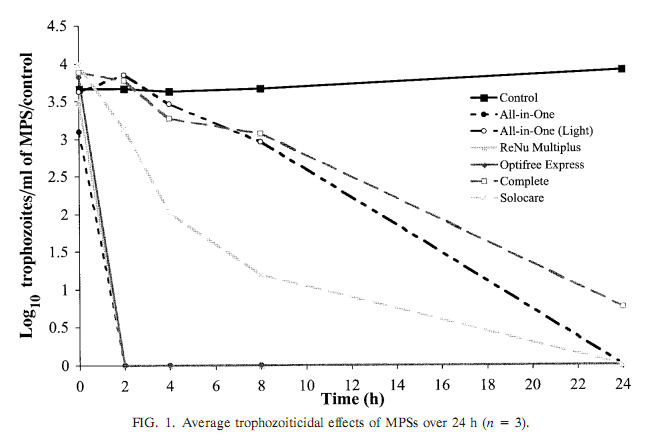 4.5
4
3.5
3
2.5
2
1.5
1
0.5
0
Log10 trophozoites/ml of MPS/control
Control
All-in-One
All-in-One (Light)
ReNu Multiplus
Optifree Express
Complete
Solocare
0 2 4 6 8 10 12 14 16 18 20 22 24
Time (h)
FIG. 1. Average trophozoiticidal effects of MPSs over 24 h (n = 3).